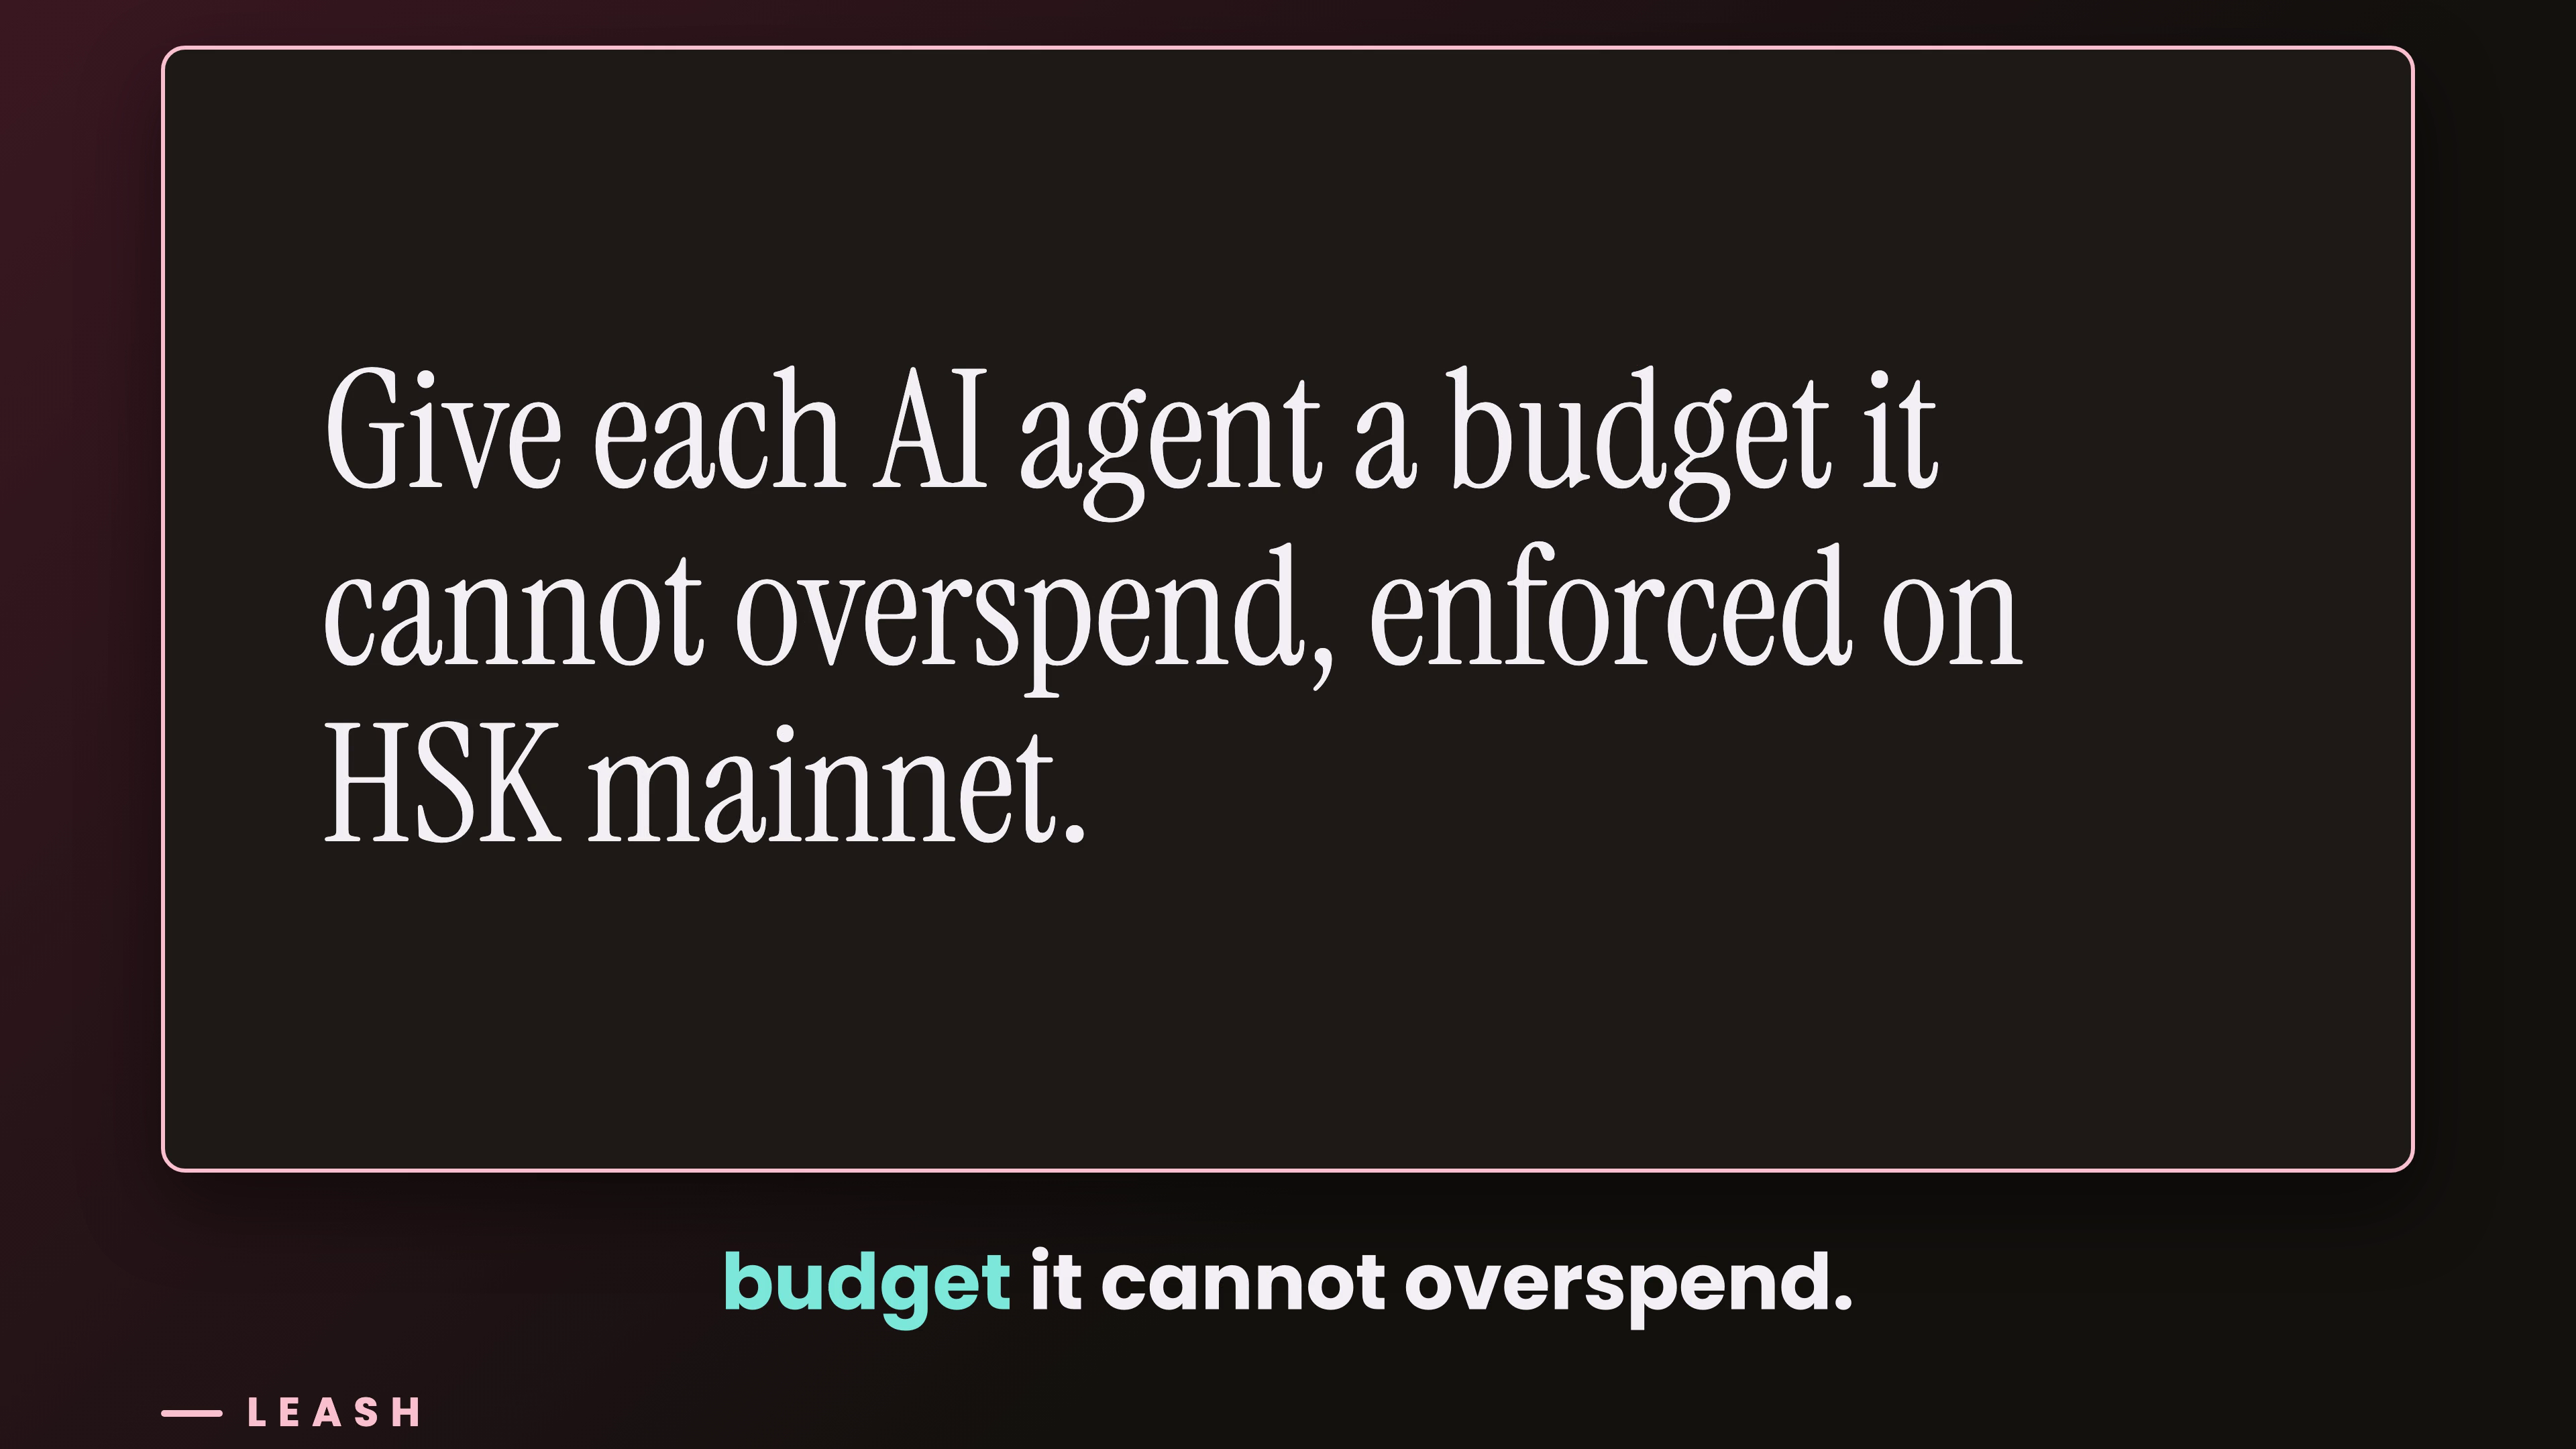 Give each AI agent a budget it
cannot overspend, enforced on
HSK mainnet.
budget it cannot overspend.
LEASH